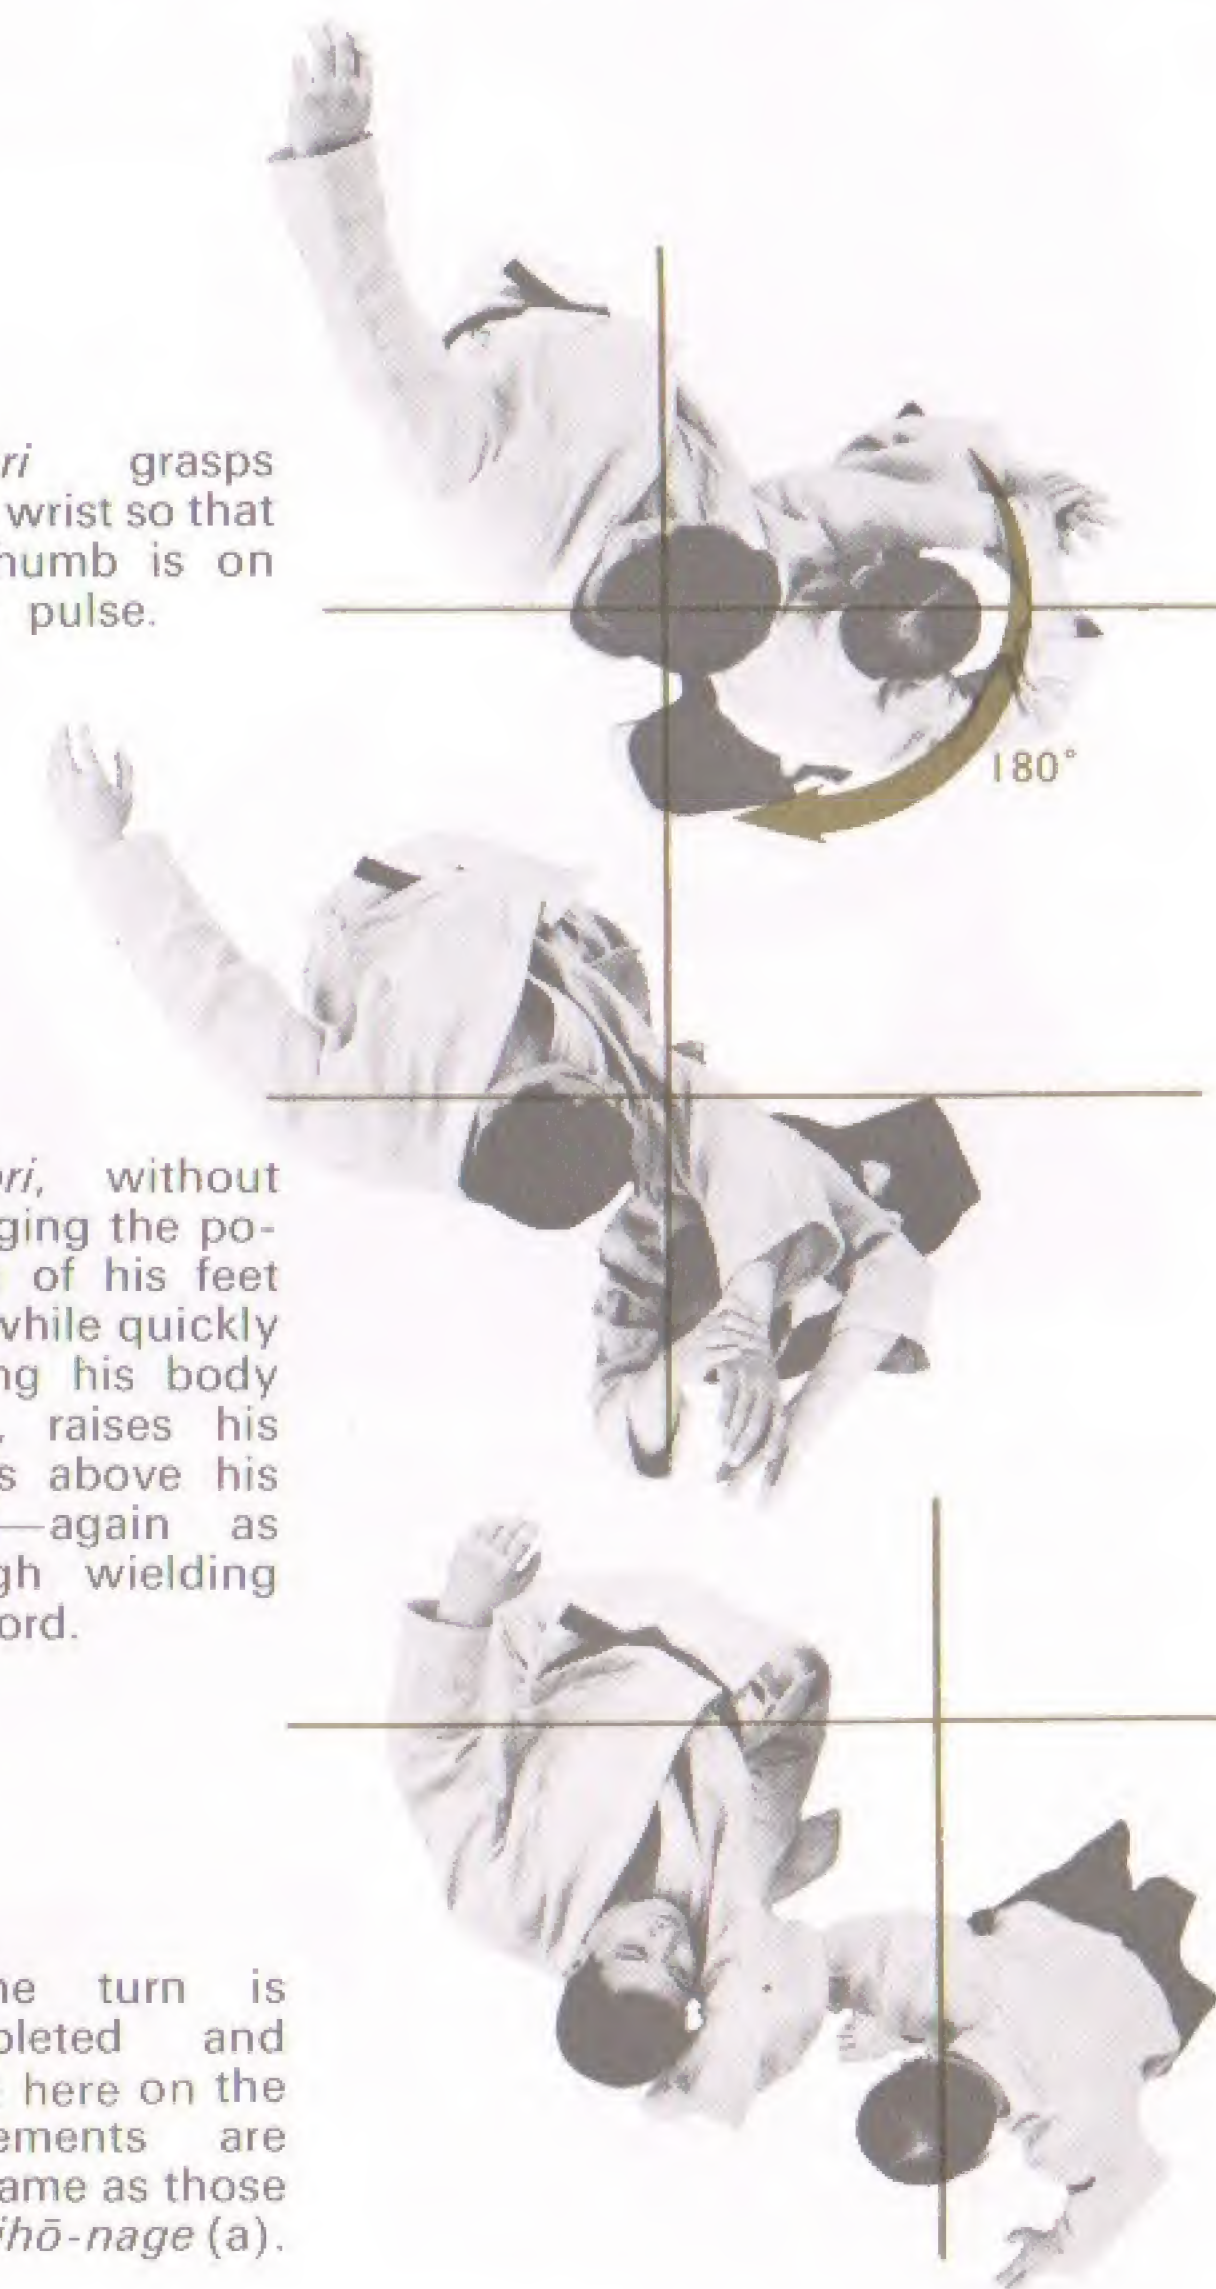 ri grasps
wrist so that
humb is on
pulse.
180°
ri, without
ging the po-
of his feet
while quickly
ng his body
, raises his
s above his
—again as
gh wielding
ord.
ne turn is
pleted and
here on the
ements are
ame as those
ihō-nage (a).